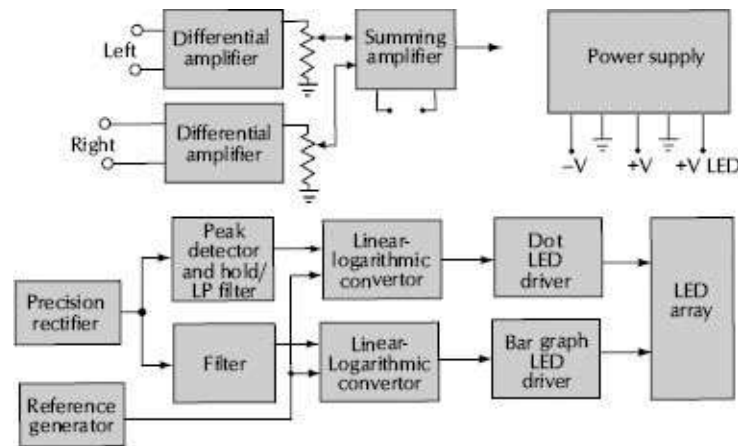 Left
Differential
amplifier
Summing
amplifier
Power supply
Right
Differential
amplifier
–V
+V
+V LED
Precision
rectifier
Peak
detector
and hold/
LP filter
Linear-
logarithmic
convertor
Dot
LED
driver
LED
array
Filter
Linear-
Logarithmic
convertor
Bar graph
LED
driver
Reference
generator